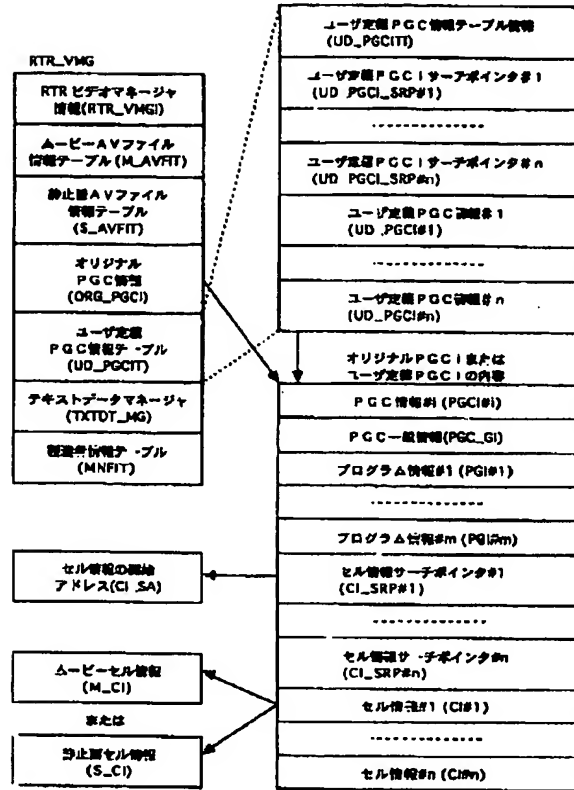 RTR_VMG
RTR ビデオマネージャ
情報(RTR_VMGI)
ムービーAVファイル
情報テーブル (M_AVFIT)
静止画AVファイル
情報テーブル
(S_AVFIT)
オリジナル
PGC情報
(ORG_PGCI)
ユーザ定義
PGC情報テーブル
(UD_PGCIT)
テキストデータマネージャ
(TXTDT_MG)
製造者情報テーブル
(MNFIT)
ユーザ定義PGC情報テーブル情報
(UD_PGCITI)
ユーザ定義PGCIサーチポインタ#1
(UD_PGCI_SRP#1)
ユーザ定義PGCIサーチポインタ#n
(UD_PGCI_SRP#n)
ユーザ定義PGC情報#1
(UD_PGCI#1)
ユーザ定義PGC情報#n
(UD_PGCI#n)
オリジナルPGCIまたは
ユーザ定義PGCIの内容
PGC情報#i (PGCI#i)
PGC一般情報(PGC_GI)
プログラム情報#1 (PGI#1)
プログラム情報#m (PGI#m)
セル情報サーチポインタ#1
(CI_SRP#1)
セル情報サーチポインタ#n
(CI_SRP#n)
セル情報#1 (CI#1)
セル情報#n (CI#n)
セル情報の開始
アドレス(CI_SA)
ムービーセル情報
(M_CI)
または
静止画セル情報
(S_CI)